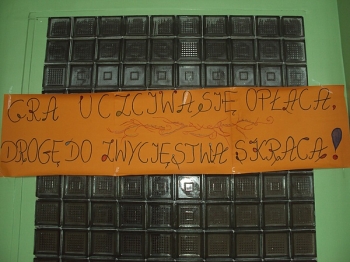 GRA UCZCIWA SIĘ OPŁACA,
DROGĘ DO ZWYCIĘSTWA SKRACA!